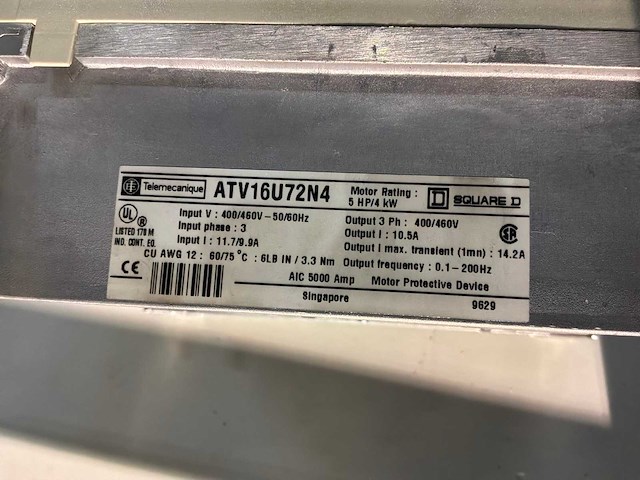 Telemecanique ATV16U72N4 Motor Rating : 5 HP/4 kW D SQUARE D
UL ® LISTED 178 M IND. CONT. EQ.
Input V : 400/460V-50/60Hz Output 3 Ph : 400/460V
Input phase : 3 Output I : 10.5A
Input I : 11.7/9.9A Output I max. transient (1mn) : 14.2A
CU AWG 12 : 60/75 °C : 6LB IN / 3.3 Nm Output frequency : 0.1-200Hz
CE AIC 5000 Amp Motor Protective Device
Singapore 9629